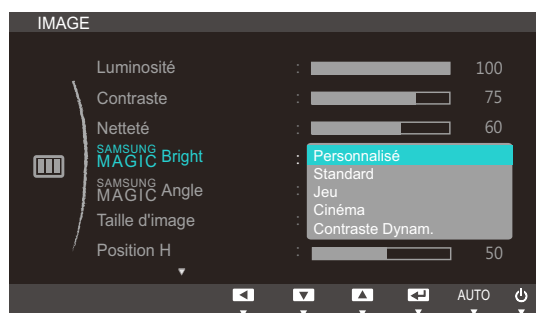 IMAGE
Luminosité : 100
Contraste : 75
Netteté : 60
SAMSUNG MAGIC Bright : Personnalisé
Standard
SAMSUNG MAGIC Angle : Jeu
Cinéma
Taille d'image : Contraste Dynam.
Position H : 50
AUTO